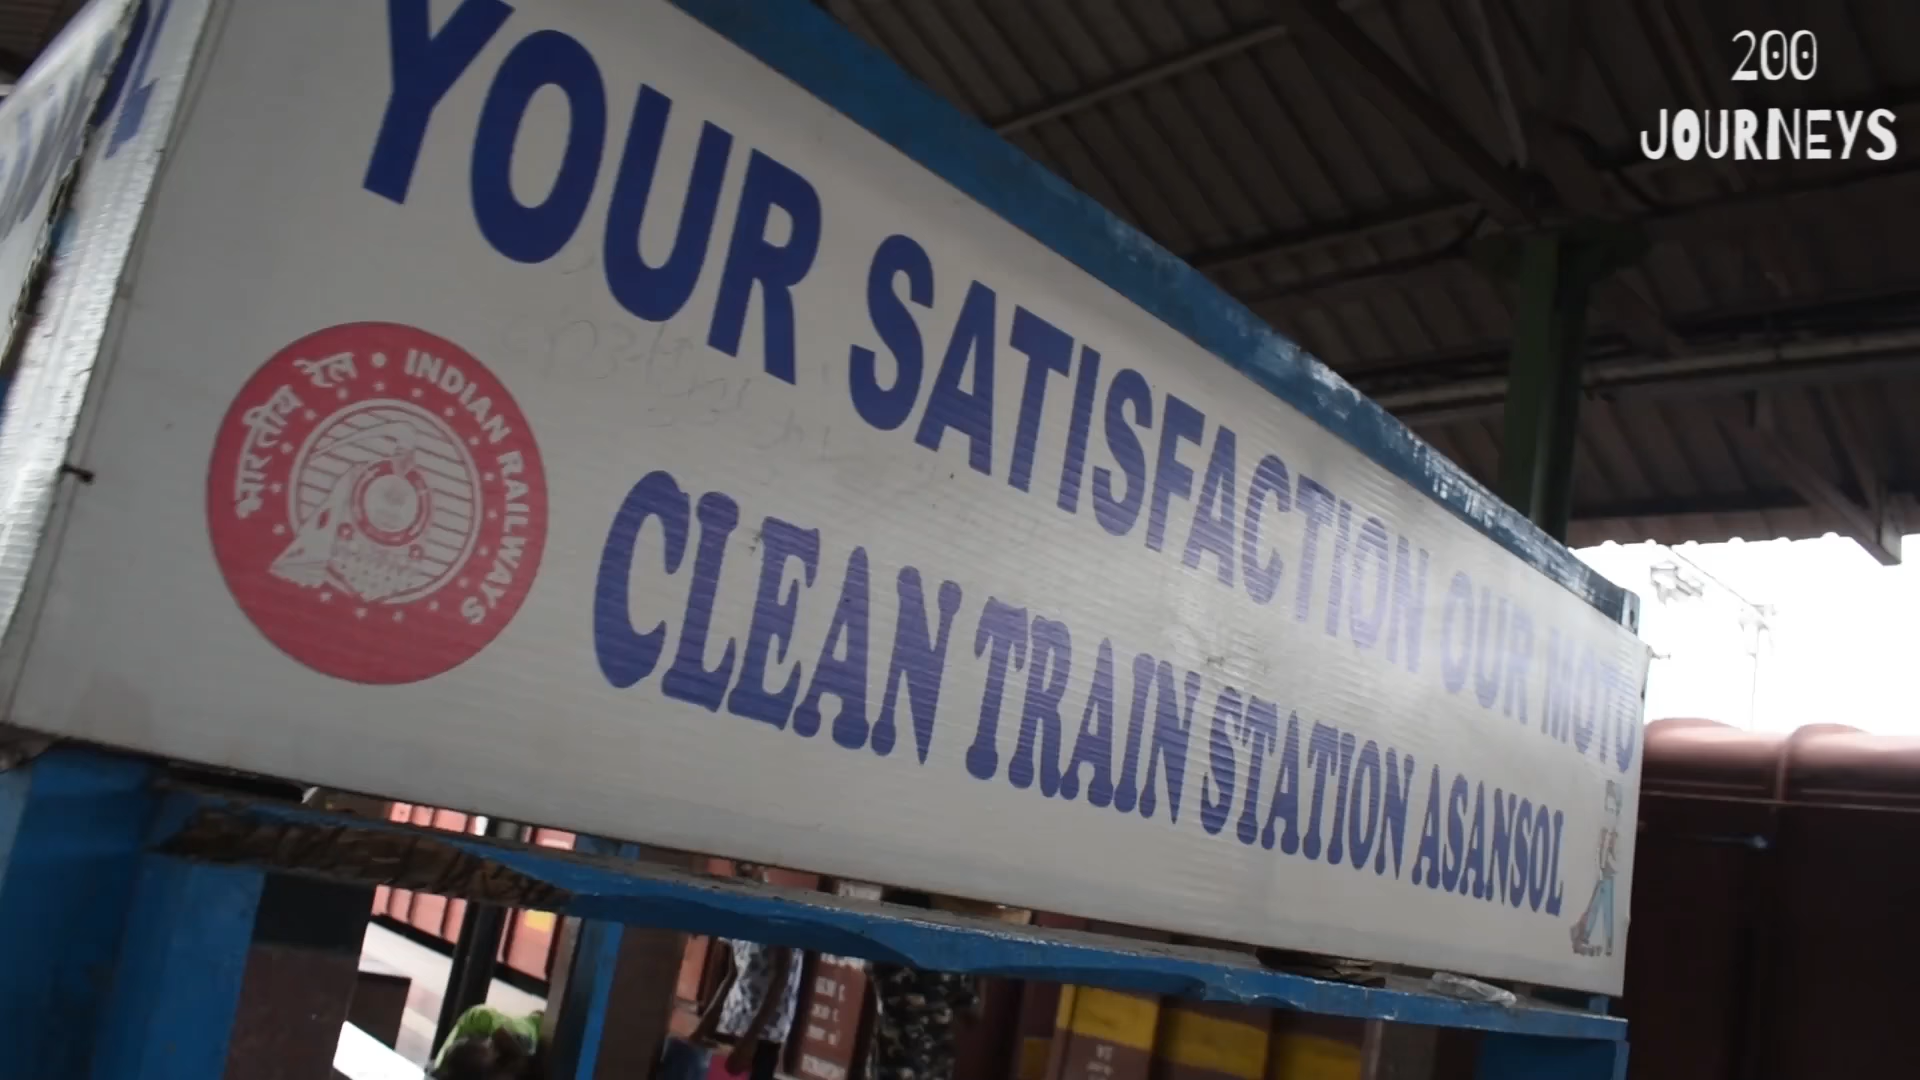 200
JOURNEYS
YOUR SATISFACTION OUR MOTO
भारतीय रेल • INDIAN RAILWAYS
CLEAN TRAIN STATION ASANSOL